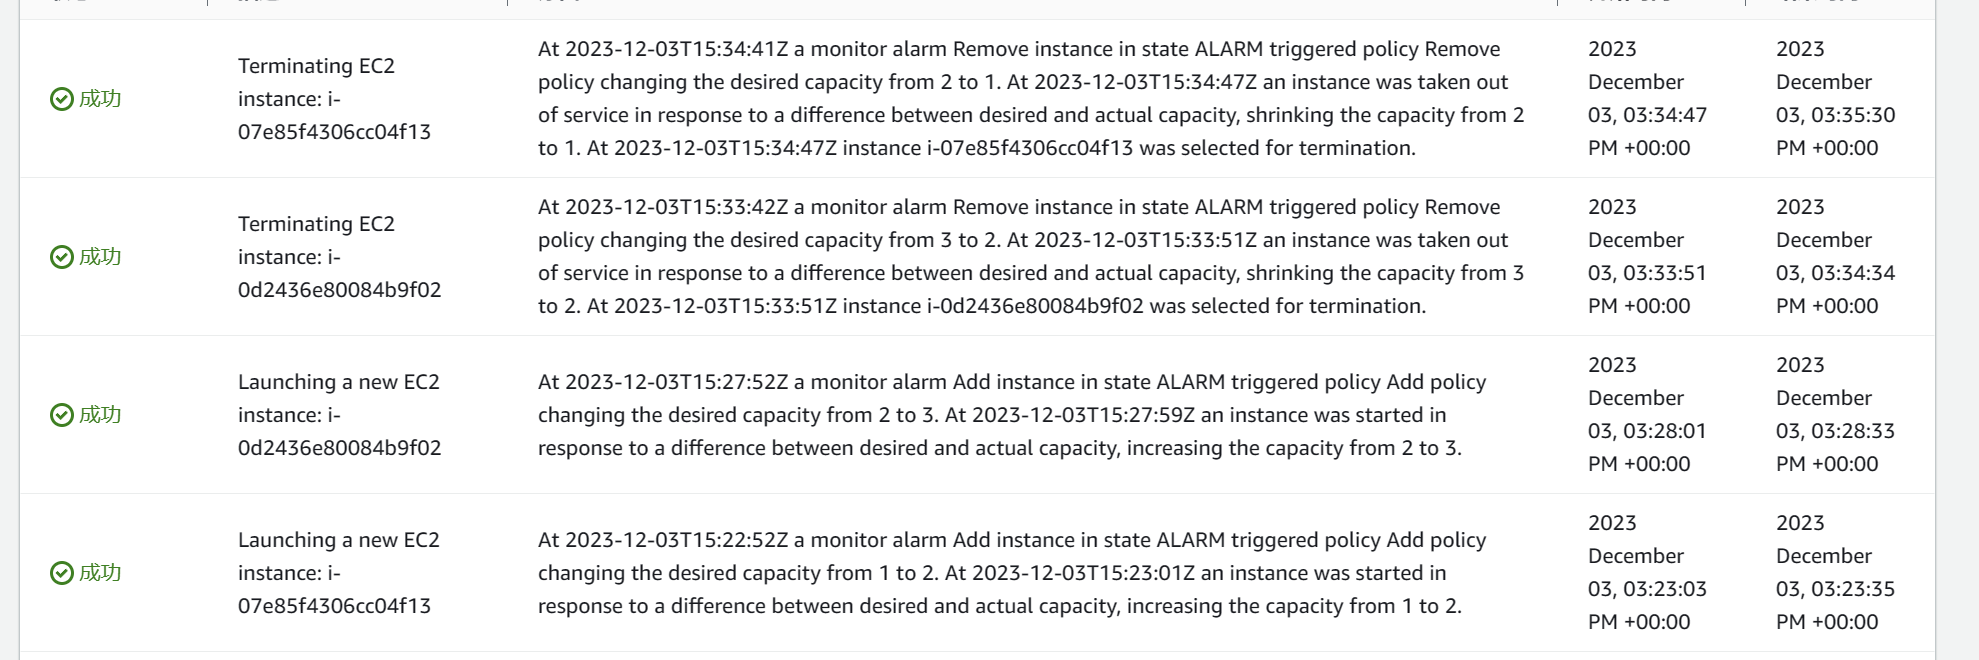 成功
Terminating EC2
instance: i-
07e85f4306cc04f13
At 2023-12-03T15:34:41Z a monitor alarm Remove instance in state ALARM triggered policy Remove
policy changing the desired capacity from 2 to 1. At 2023-12-03T15:34:47Z an instance was taken out
of service in response to a difference between desired and actual capacity, shrinking the capacity from 2
to 1. At 2023-12-03T15:34:47Z instance i-07e85f4306cc04f13 was selected for termination.
2023
December
03, 03:34:47
PM +00:00
2023
December
03, 03:35:30
PM +00:00
成功
Terminating EC2
instance: i-
0d2436e80084b9f02
At 2023-12-03T15:33:42Z a monitor alarm Remove instance in state ALARM triggered policy Remove
policy changing the desired capacity from 3 to 2. At 2023-12-03T15:33:51Z an instance was taken out
of service in response to a difference between desired and actual capacity, shrinking the capacity from 3
to 2. At 2023-12-03T15:33:51Z instance i-0d2436e80084b9f02 was selected for termination.
2023
December
03, 03:33:51
PM +00:00
2023
December
03, 03:34:34
PM +00:00
成功
Launching a new EC2
instance: i-
0d2436e80084b9f02
At 2023-12-03T15:27:52Z a monitor alarm Add instance in state ALARM triggered policy Add policy
changing the desired capacity from 2 to 3. At 2023-12-03T15:27:59Z an instance was started in
response to a difference between desired and actual capacity, increasing the capacity from 2 to 3.
2023
December
03, 03:28:01
PM +00:00
2023
December
03, 03:28:33
PM +00:00
成功
Launching a new EC2
instance: i-
07e85f4306cc04f13
At 2023-12-03T15:22:52Z a monitor alarm Add instance in state ALARM triggered policy Add policy
changing the desired capacity from 1 to 2. At 2023-12-03T15:23:01Z an instance was started in
response to a difference between desired and actual capacity, increasing the capacity from 1 to 2.
2023
December
03, 03:23:03
PM +00:00
2023
December
03, 03:23:35
PM +00:00